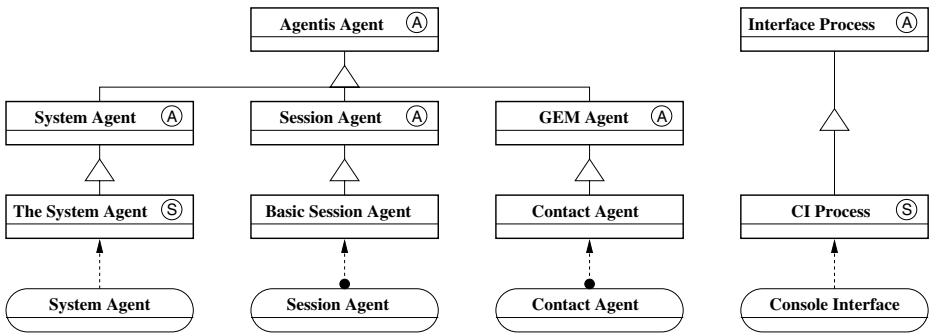 Agentis Agent A
Interface Process A
System Agent A
Session Agent A
GEM Agent A
The System Agent S
Basic Session Agent
Contact Agent
CI Process S
System Agent
Session Agent
Contact Agent
Console Interface